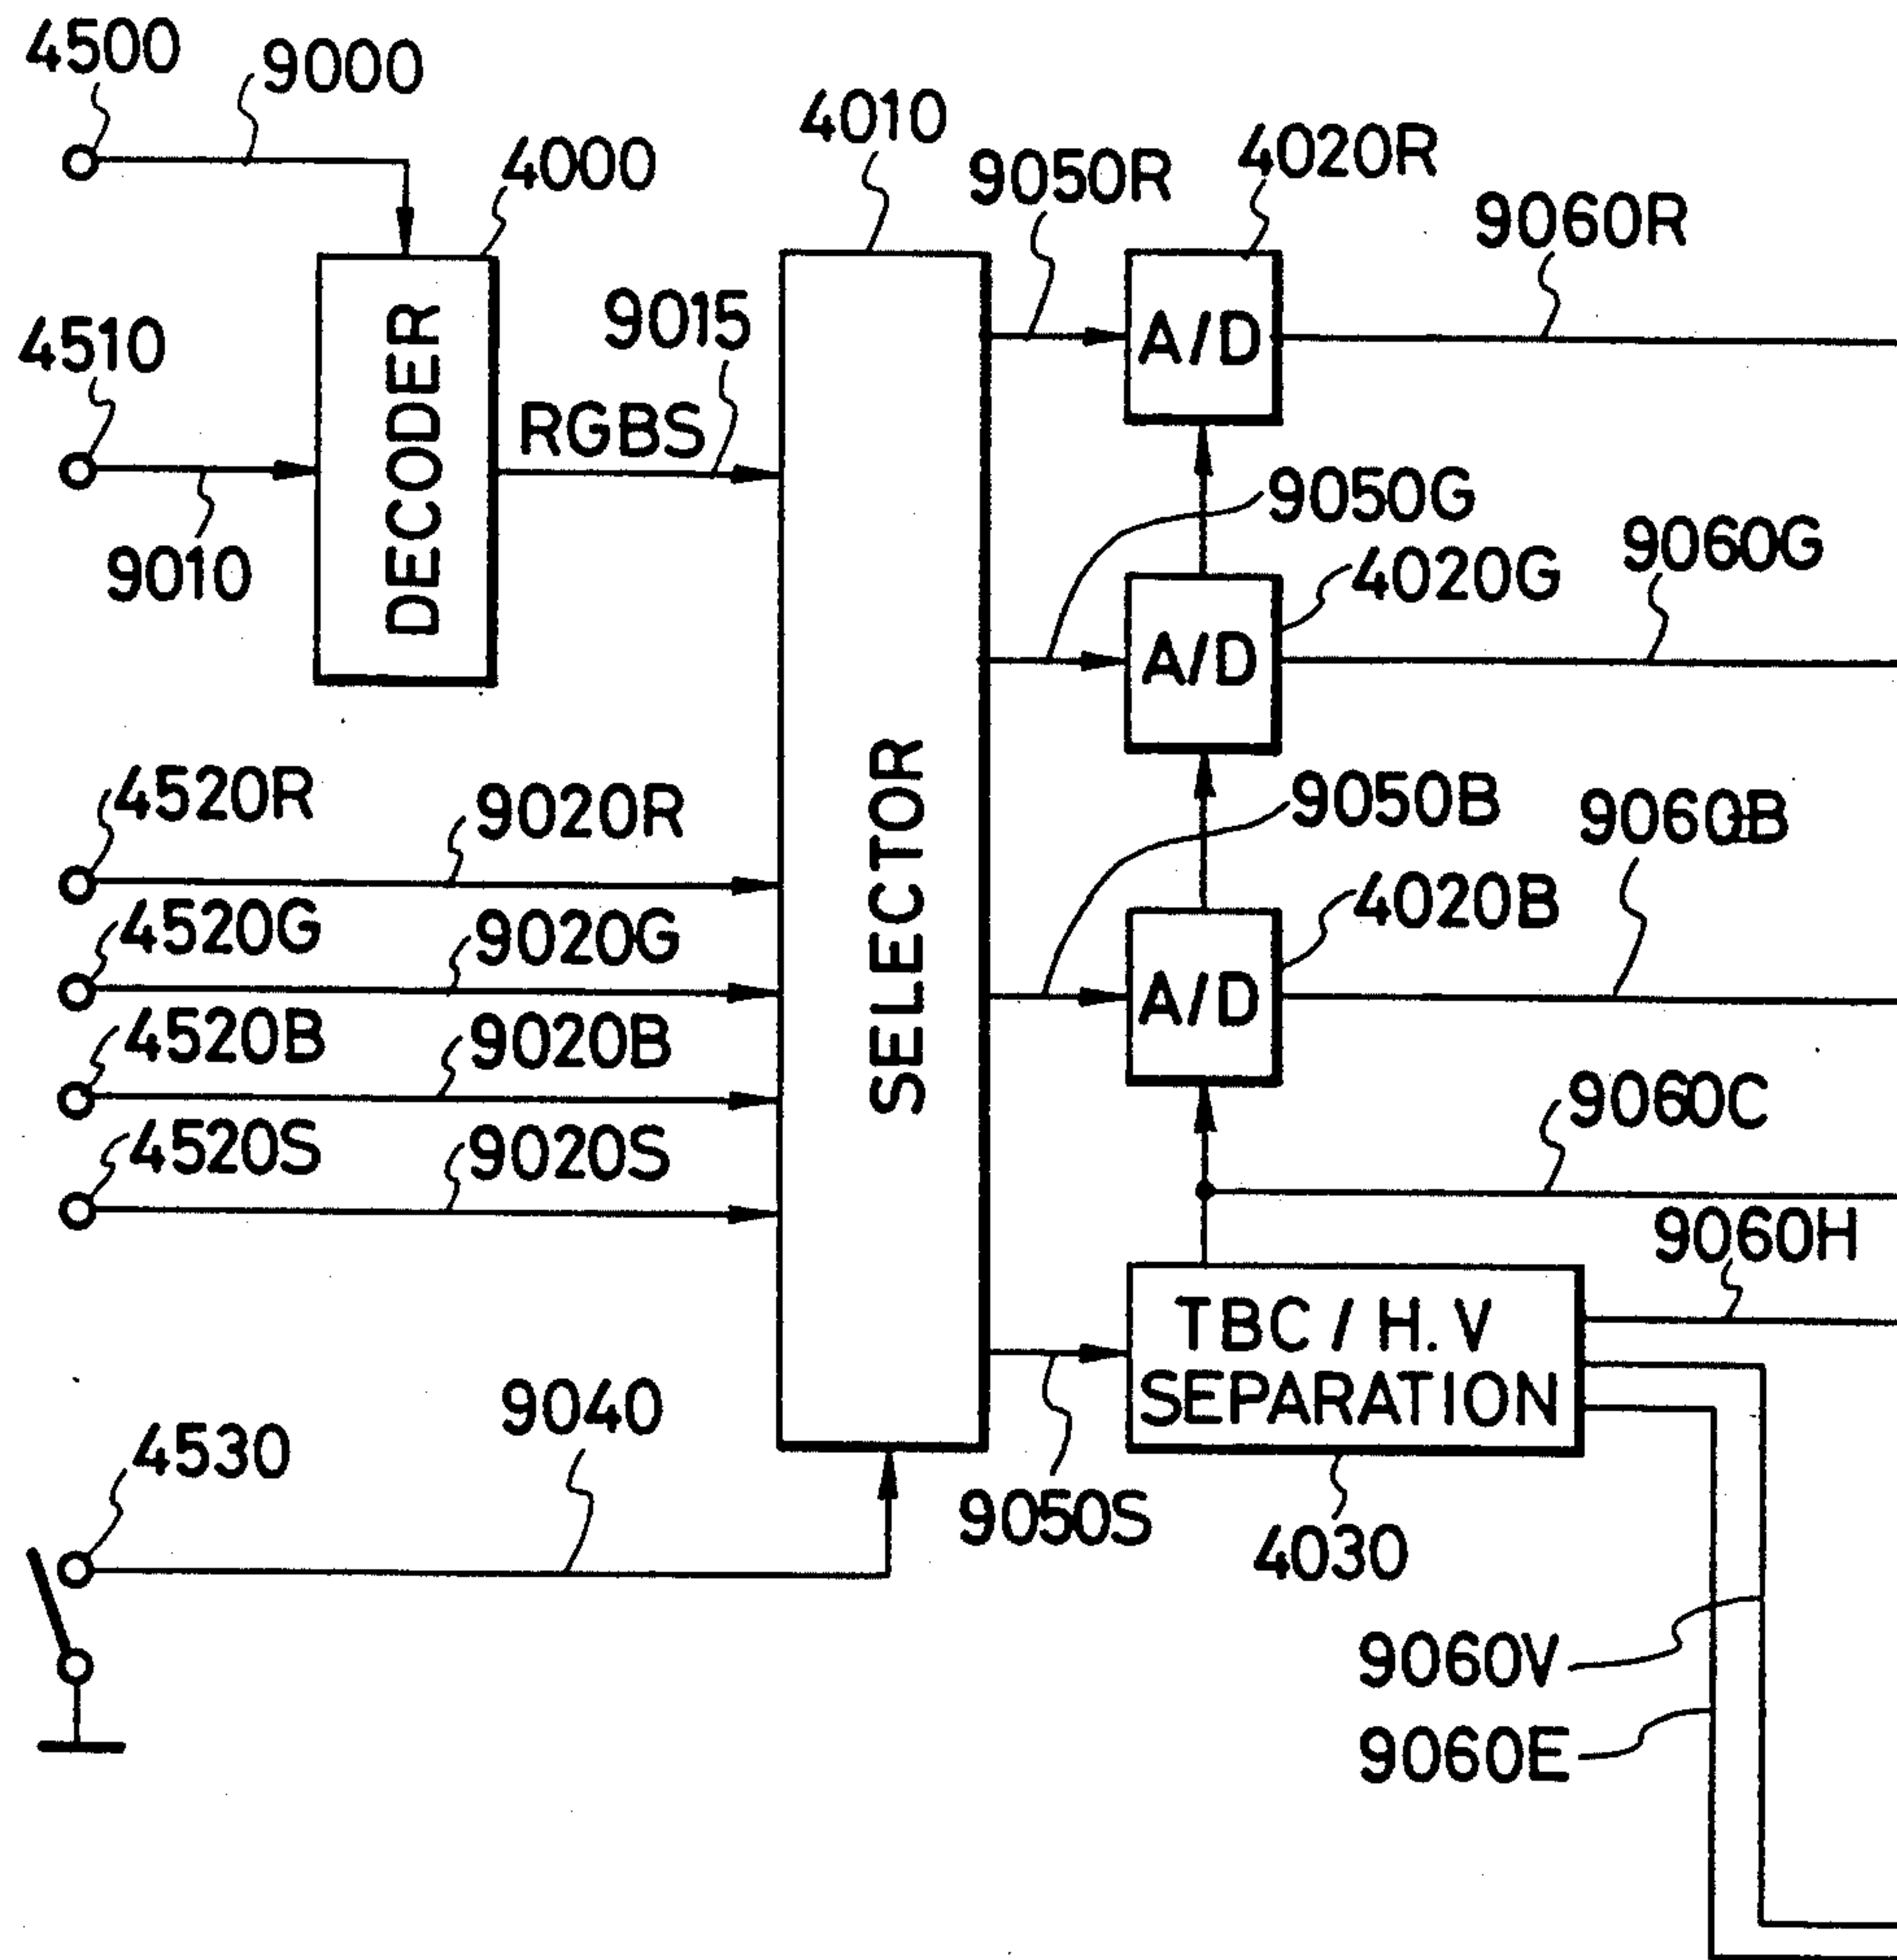 4500
9000
4000
4010
9050R
4020R
9060R
4510
9015
DECODER
RGBS
A/D
9010
9050G
9060G
4020G
A/D
4520R
9020R
SELECTOR
9050B
9060B
4520G
9020G
4020B
4520B
9020B
A/D
4520S
9020S
9060C
9060H
TBC / H. V
SEPARATION
4530
9040
9050S
4030
9060V
9060E